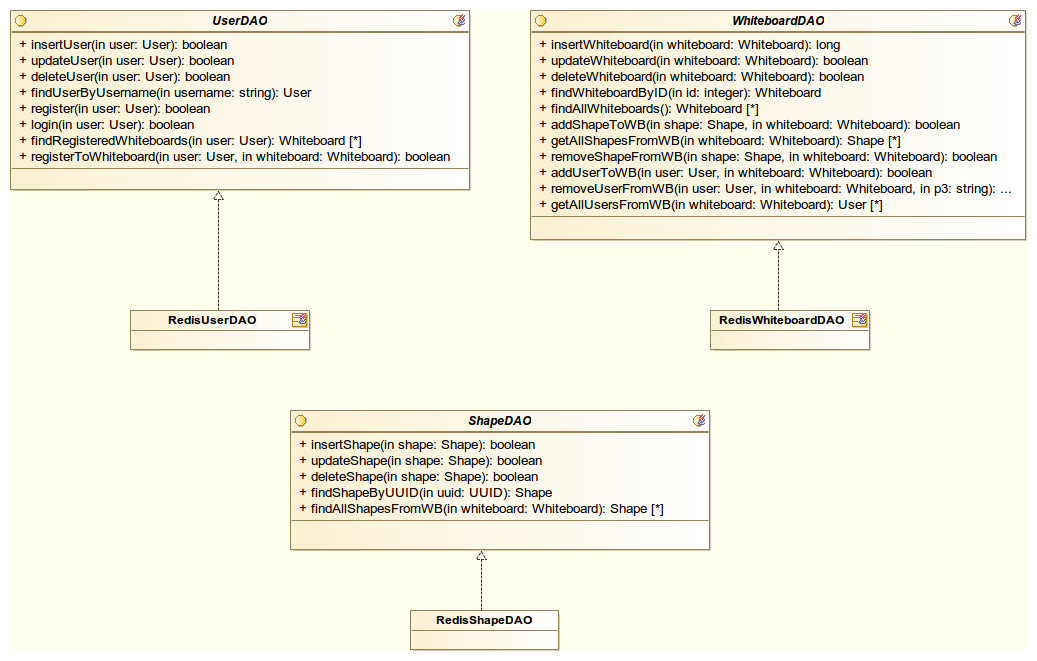 UserDAO
+ insertUser(in user: User): boolean
+ updateUser(in user: User): boolean
+ deleteUser(in user: User): boolean
+ findUserByUsername(in username: string): User
+ register(in user: User): boolean
+ login(in user: User): boolean
+ findRegisteredWhiteboards(in user: User): Whiteboard [*]
+ registerToWhiteboard(in user: User, in whiteboard: Whiteboard): boolean
WhiteboardDAO
+ insertWhiteboard(in whiteboard: Whiteboard): long
+ updateWhiteboard(in whiteboard: Whiteboard): boolean
+ deleteWhiteboard(in whiteboard: Whiteboard): boolean
+ findWhiteboardByID(in id: integer): Whiteboard
+ findAllWhiteboards(): Whiteboard [*]
+ addShapeToWB(in shape: Shape, in whiteboard: Whiteboard): boolean
+ getAllShapesFromWB(in whiteboard: Whiteboard): Shape [*]
+ removeShapeFromWB(in shape: Shape, in whiteboard: Whiteboard): boolean
+ addUserToWB(in user: User, in whiteboard: Whiteboard): boolean
+ removeUserFromWB(in user: User, in whiteboard: Whiteboard, in p3: string): ...
+ getAllUsersFromWB(in whiteboard: Whiteboard): User [*]
RedisUserDAO
RedisWhiteboardDAO
ShapeDAO
+ insertShape(in shape: Shape): boolean
+ updateShape(in shape: Shape): boolean
+ deleteShape(in shape: Shape): boolean
+ findShapeByUUID(in uuid: UUID): Shape
+ findAllShapesFromWB(in whiteboard: Whiteboard): Shape [*]
RedisShapeDAO